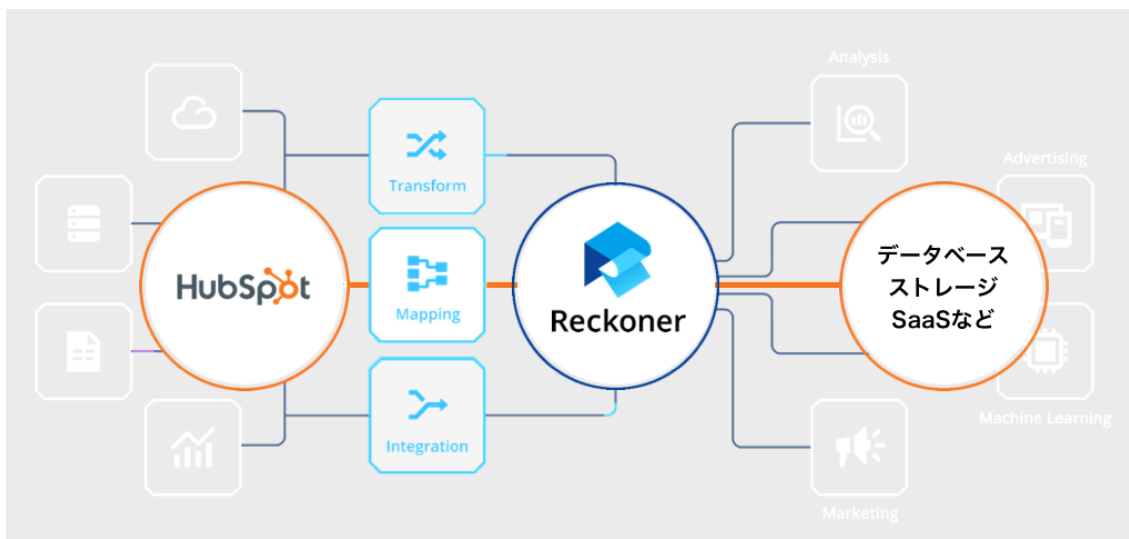 Analysis
Advertising
Transform
HubSpot
Mapping
Reckoner
データベース
ストレージ
SaaSなど
Integration
Machine Learning
Marketing